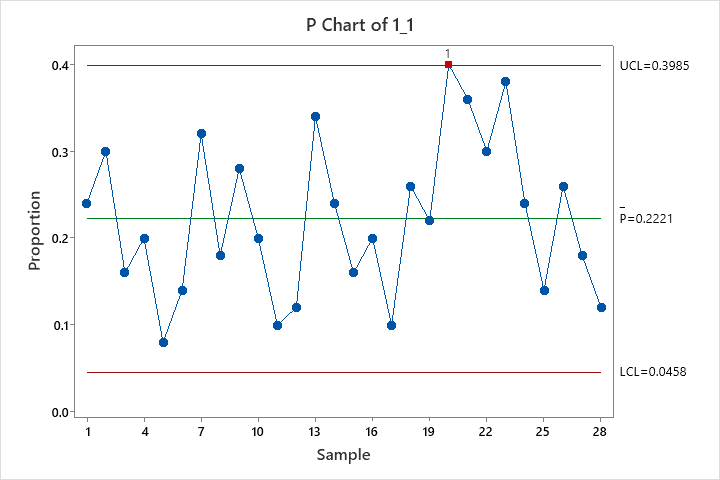 P Chart of 1_1
1
0.4
UCL=0.3985
0.3
_
P=0.2221
0.2
0.1
LCL=0.0458
0.0
Proportion
1 4 7 10 13 16 19 22 25 28
Sample